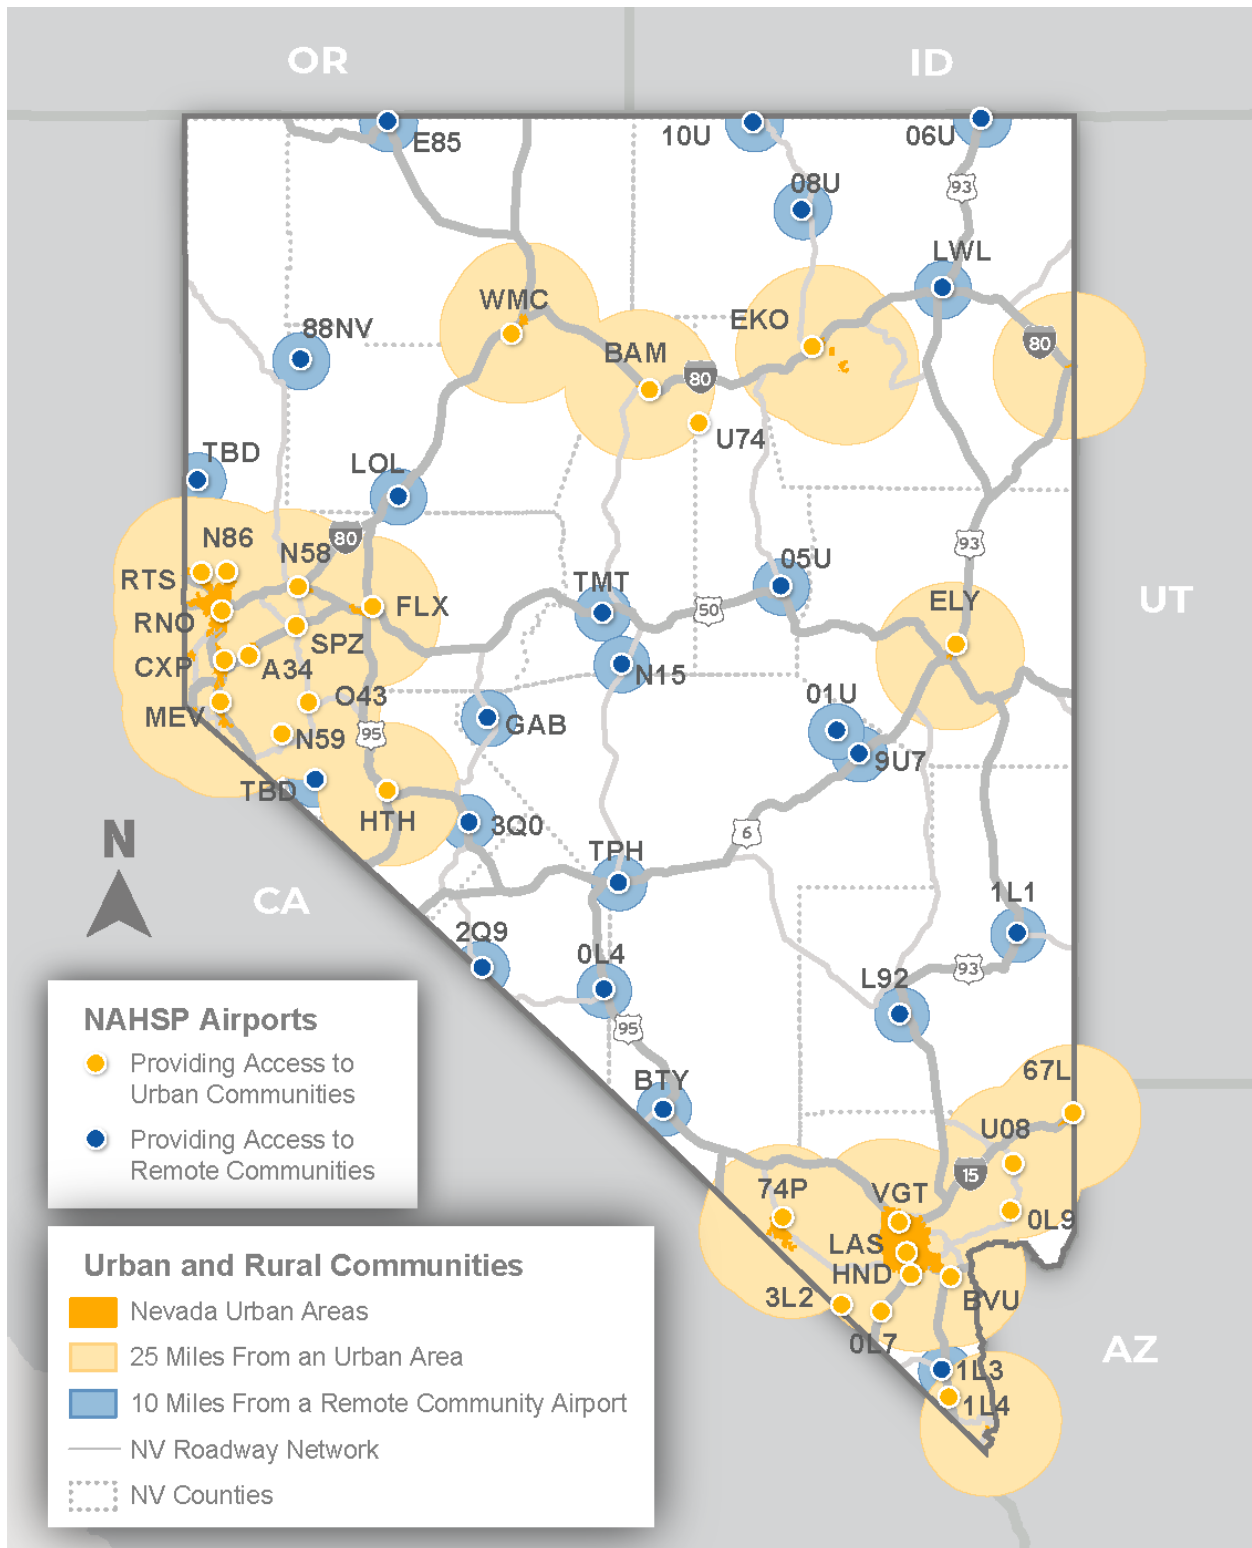 OR
ID
E85
10U
06U
08U
93
LWL
WMC
EKO
88NV
BAM
80
80
U74
TBD
LOL
N86
80
N58
93
RTS
TMT
05U
FLX
50
ELY
RNO
SPZ
CXP
A34
N15
O43
01U
MEV
GAB
N59
95
9U7
TBD
HTH
3Q0
6
N
TPH
UT
CA
1L1
2Q9
0L4
93
L92
95
67L
BTY
U08
15
74P
VGT
0L9
LAS
HND
3L2
BVU
0L7
1L3
AZ
1L4
NAHSP Airports
Providing Access to
Urban Communities
Providing Access to
Remote Communities
Urban and Rural Communities
Nevada Urban Areas
25 Miles From an Urban Area
10 Miles From a Remote Community Airport
NV Roadway Network
NV Counties